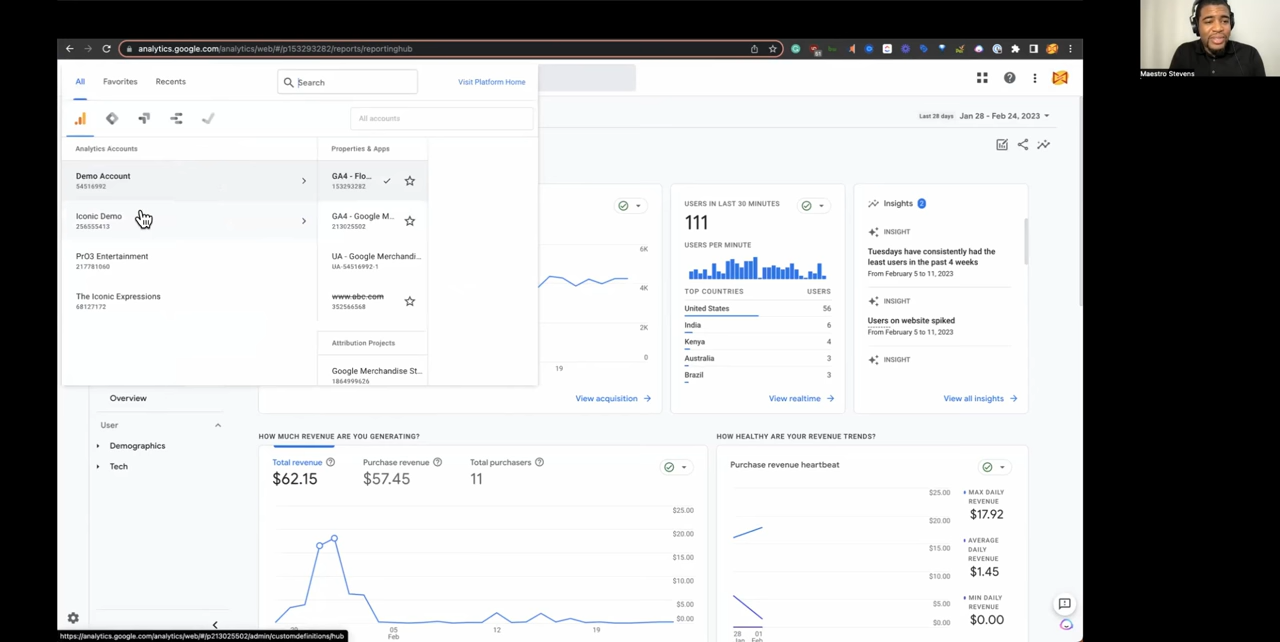 analytics.google.com/analytics/web/#/p153293282/reports/reportinghub
Maestro Stevens
All
Favorites
Recents
Search
Visit Platform Home
All accounts
Last 28 days Jan 28 - Feb 24, 2023
Analytics Accounts
Properties & Apps
Demo Account
54516992
GA4 - Flo...
153293282
Iconic Demo
256555413
GA4 - Google M...
213025502
PrO3 Entertainment
217781060
UA - Google Merchandi...
UA-54516992-1
The Iconic Expressions
68127172
www.abc.com
352566568
Attribution Projects
Google Merchandise St...
1864999626
6K
4K
2K
0
19
View acquisition
USERS IN LAST 30 MINUTES
111
USERS PER MINUTE
TOP COUNTRIES
USERS
United States
56
India
6
Kenya
4
Australia
3
Brazil
3
View realtime
Insights 2
INSIGHT
Tuesdays have consistently had the
least users in the past 4 weeks
From February 5 to 11, 2023
INSIGHT
Users on website spiked
From February 5 to 11, 2023
INSIGHT
View all insights
Overview
User
Demographics
Tech
HOW MUCH REVENUE ARE YOU GENERATING?
Total revenue
$62.15
Purchase revenue
$57.45
Total purchasers
11
$25.00
$20.00
$15.00
$10.00
$5.00
$0.00
05
Feb
12
19
HOW HEALTHY ARE YOUR REVENUE TRENDS?
Purchase revenue heartbeat
$25.00
$20.00
$15.00
$10.00
$5.00
$0.00
28
Jan
01
Feb
MAX DAILY
REVENUE
$17.92
AVERAGE
DAILY
REVENUE
$1.45
MIN DAILY
REVENUE
$0.00
https://analytics.google.com/analytics/web/#/p213025502/admin/customdefinitions/hub